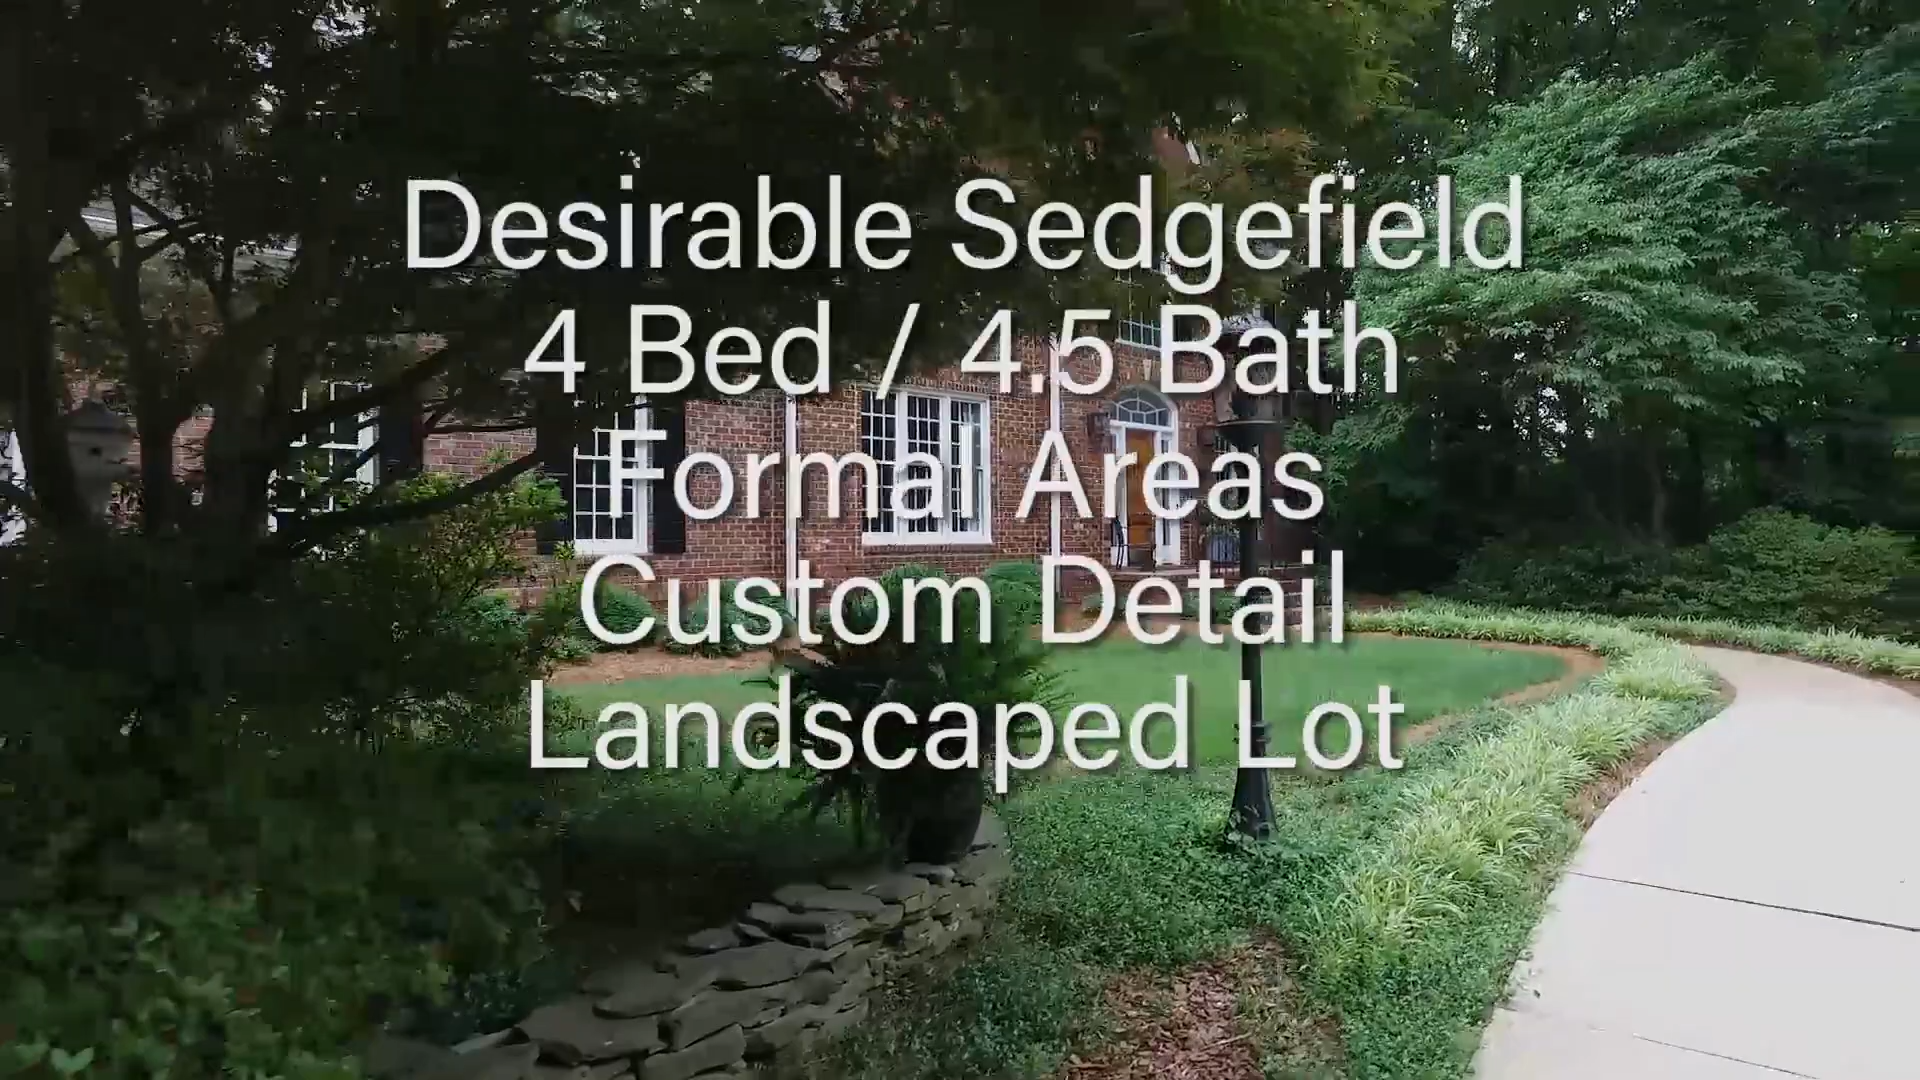 Desirable Sedgefield
4 Bed / 4.5 Bath
Formal Areas
Custom Detail
Landscaped Lot